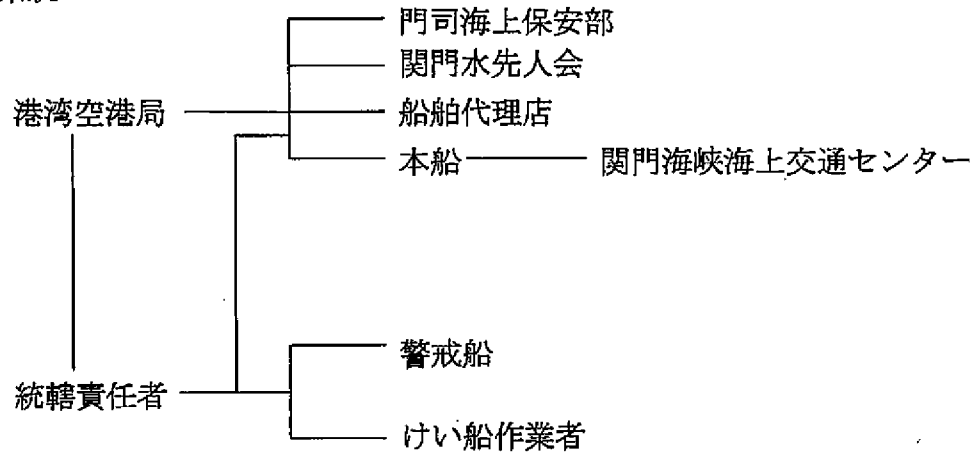 門司海上保安部
関門水先人会
港湾空港局
船舶代理店
本船
関門海峡海上交通センター
警戒船
統轄責任者
けい船作業者